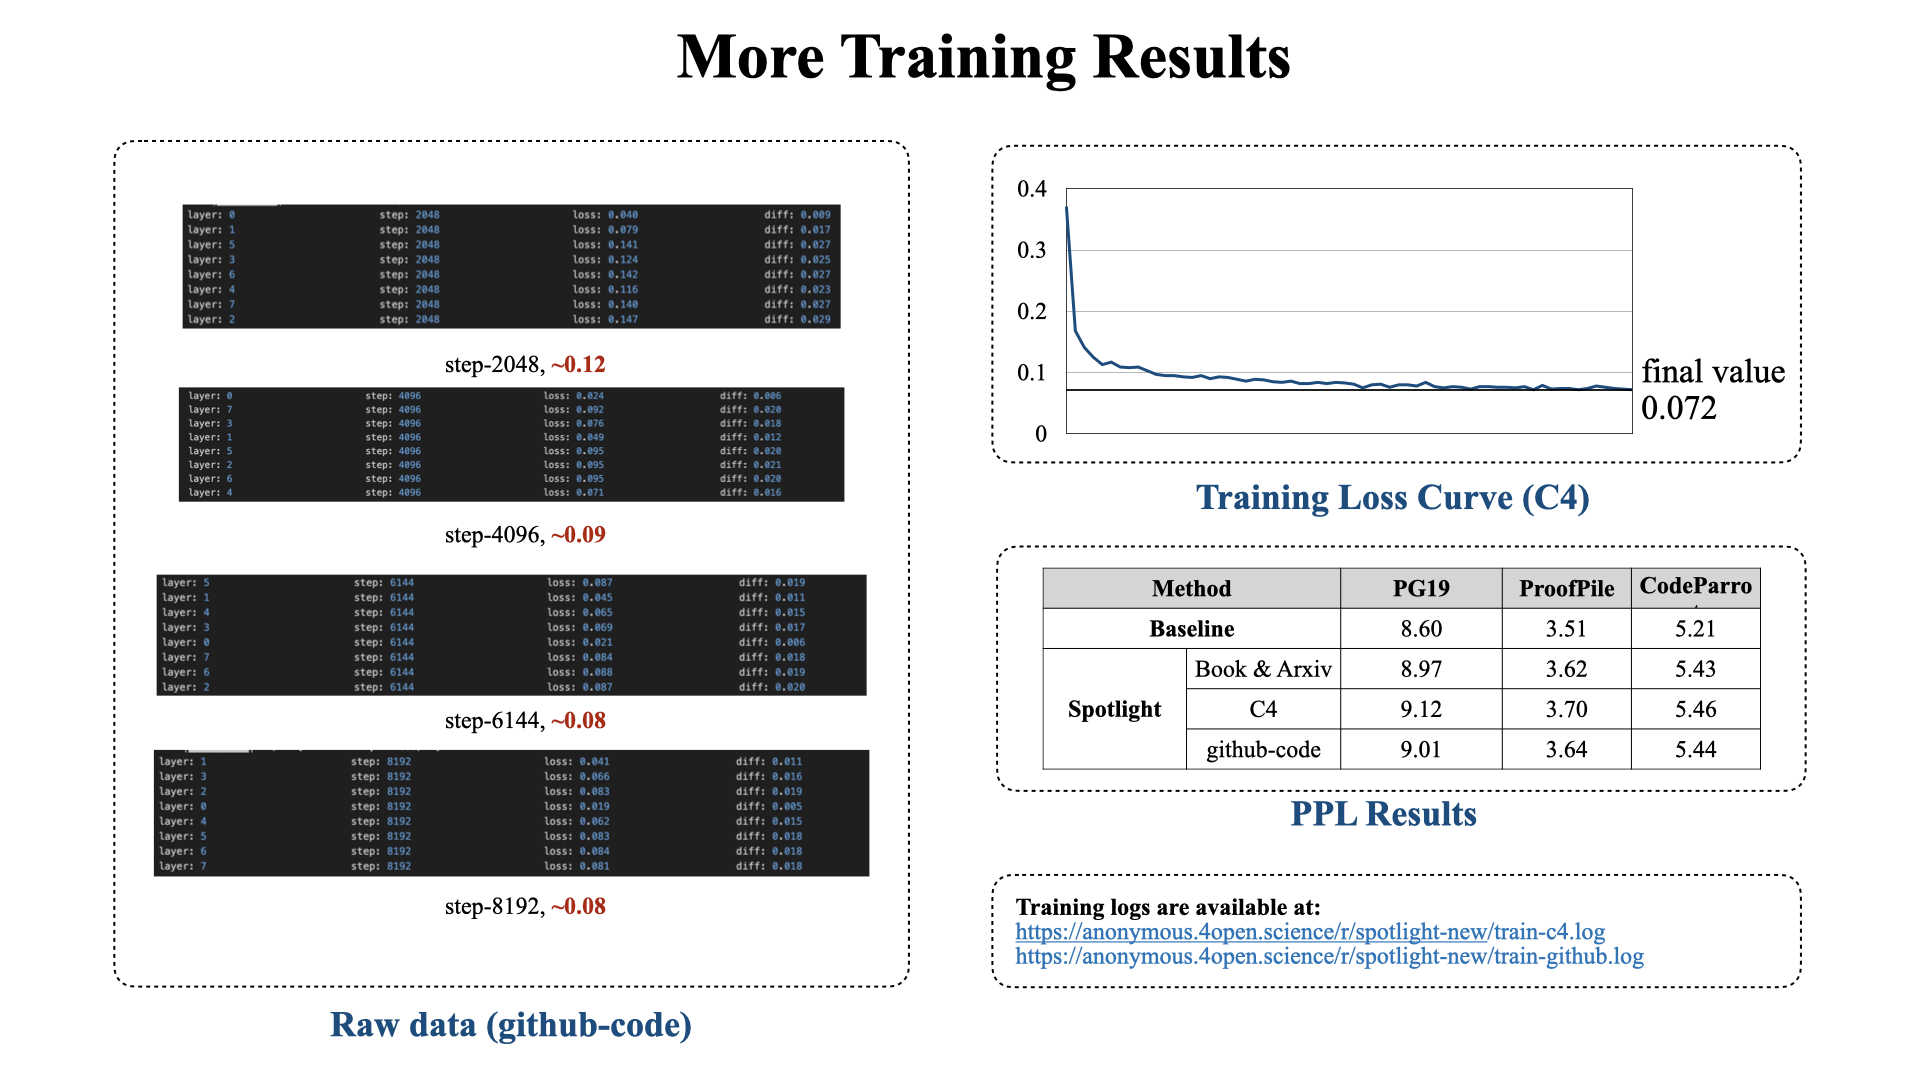 More Training Results
layer: 0 step: 2048 loss: 0.040 diff: 0.009
layer: 1 step: 2048 loss: 0.079 diff: 0.017
layer: 5 step: 2048 loss: 0.141 diff: 0.027
layer: 3 step: 2048 loss: 0.124 diff: 0.025
layer: 6 step: 2048 loss: 0.142 diff: 0.027
layer: 4 step: 2048 loss: 0.116 diff: 0.023
layer: 7 step: 2048 loss: 0.140 diff: 0.027
layer: 2 step: 2048 loss: 0.147 diff: 0.029
step-2048, ~0.12
layer: 0 step: 4096 loss: 0.024 diff: 0.006
layer: 7 step: 4096 loss: 0.092 diff: 0.020
layer: 3 step: 4096 loss: 0.076 diff: 0.018
layer: 1 step: 4096 loss: 0.049 diff: 0.012
layer: 5 step: 4096 loss: 0.095 diff: 0.020
layer: 2 step: 4096 loss: 0.095 diff: 0.021
layer: 6 step: 4096 loss: 0.095 diff: 0.020
layer: 4 step: 4096 loss: 0.071 diff: 0.016
step-4096, ~0.09
layer: 5 step: 6144 loss: 0.087 diff: 0.019
layer: 1 step: 6144 loss: 0.045 diff: 0.011
layer: 4 step: 6144 loss: 0.065 diff: 0.015
layer: 3 step: 6144 loss: 0.069 diff: 0.017
layer: 0 step: 6144 loss: 0.021 diff: 0.006
layer: 7 step: 6144 loss: 0.084 diff: 0.018
layer: 6 step: 6144 loss: 0.088 diff: 0.019
layer: 2 step: 6144 loss: 0.087 diff: 0.020
step-6144, ~0.08
layer: 1 step: 8192 loss: 0.041 diff: 0.011
layer: 3 step: 8192 loss: 0.066 diff: 0.016
layer: 2 step: 8192 loss: 0.083 diff: 0.019
layer: 0 step: 8192 loss: 0.019 diff: 0.005
layer: 4 step: 8192 loss: 0.062 diff: 0.015
layer: 5 step: 8192 loss: 0.083 diff: 0.018
layer: 6 step: 8192 loss: 0.084 diff: 0.018
layer: 7 step: 8192 loss: 0.081 diff: 0.018
step-8192, ~0.08
Raw data (github-code)
0.4
0.3
0.2
0.1
0
final value
0.072
Training Loss Curve (C4)
Method PG19 ProofPile CodeParro
Baseline 8.60 3.51 5.21
Book & Arxiv 8.97 3.62 5.43
Spotlight C4 9.12 3.70 5.46
github-code 9.01 3.64 5.44
PPL Results
Training logs are available at:
https://anonymous.4open.science/r/spotlight-new/train-c4.log
https://anonymous.4open.science/r/spotlight-new/train-github.log